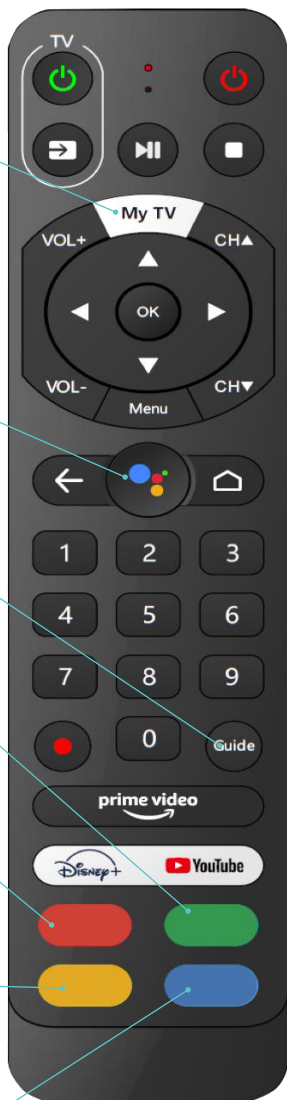 TV
My TV
VOL+ CH▲
OK
VOL- CH▼
Menu
1 2 3
4 5 6
7 8 9
0 Guide
prime video
Disney+ YouTube